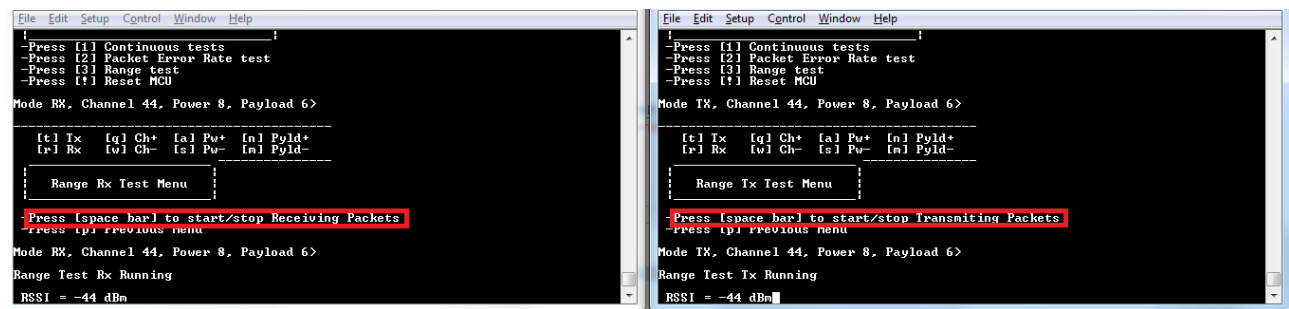 File Edit Setup Control Window Help
-Press [1] Continuous tests
-Press [2] Packet Error Rate test
-Press [3] Range test
-Press [!] Reset MCU
Mode RX, Channel 44, Power 8, Payload 6>
[t] Tx [q] Ch+ [a] Pw+ [n] Pyld+
[r] Rx [w] Ch- [s] Pw- [m] Pyld-
Range Rx Test Menu
-Press [space bar] to start/stop Receiving Packets
-Press [p] Previous Menu
Mode RX, Channel 44, Power 8, Payload 6>
Range Test Rx Running
RSSI = -44 dBm
File Edit Setup Control Window Help
-Press [1] Continuous tests
-Press [2] Packet Error Rate test
-Press [3] Range test
-Press [!] Reset MCU
Mode TX, Channel 44, Power 8, Payload 6>
[t] Tx [q] Ch+ [a] Pw+ [n] Pyld+
[r] Rx [w] Ch- [s] Pw- [m] Pyld-
Range Tx Test Menu
-Press [space bar] to start/stop Transmiting Packets
-Press [p] Previous Menu
Mode TX, Channel 44, Power 8, Payload 6>
Range Test Tx Running
RSSI = -44 dBm